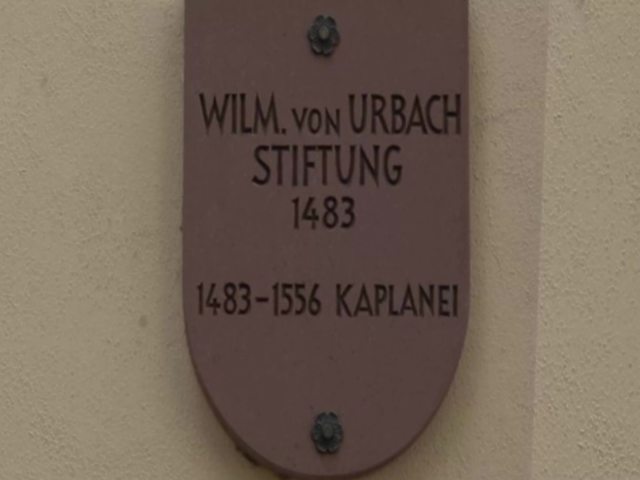 WILM. VON URBACH
STIFTUNG
1483
1483-1556 KAPLANEI